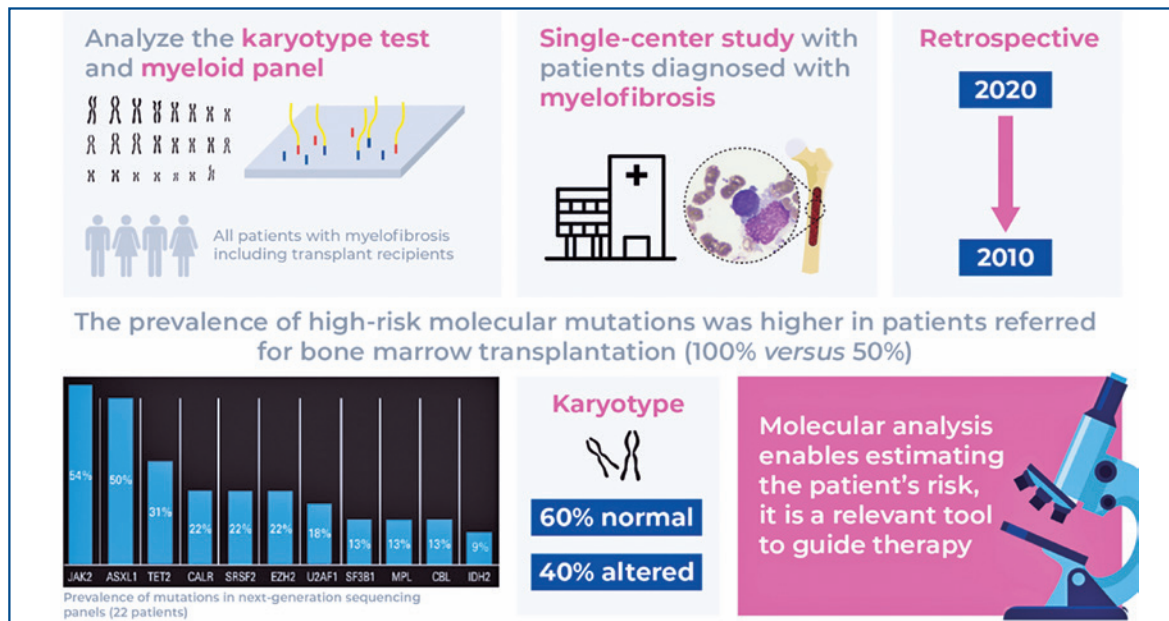 Analyze the karyotype test
and myeloid panel
All patients with myelofibrosis
including transplant recipients
Single-center study with
patients diagnosed with
myelofibrosis
Retrospective
2020
2010
The prevalence of high-risk molecular mutations was higher in patients referred
for bone marrow transplantation (100% versus 50%)
54%
50%
31%
22%
22%
22%
18%
13%
13%
13%
9%
JAK2 ASXL1 TET2 CALR SRSF2 EZH2 U2AF1 SF3B1 MPL CBL IDH2
Prevalence of mutations in next-generation sequencing
panels (22 patients)
Karyotype
60% normal
40% altered
Molecular analysis
enables estimating
the patient's risk,
it is a relevant tool
to guide therapy